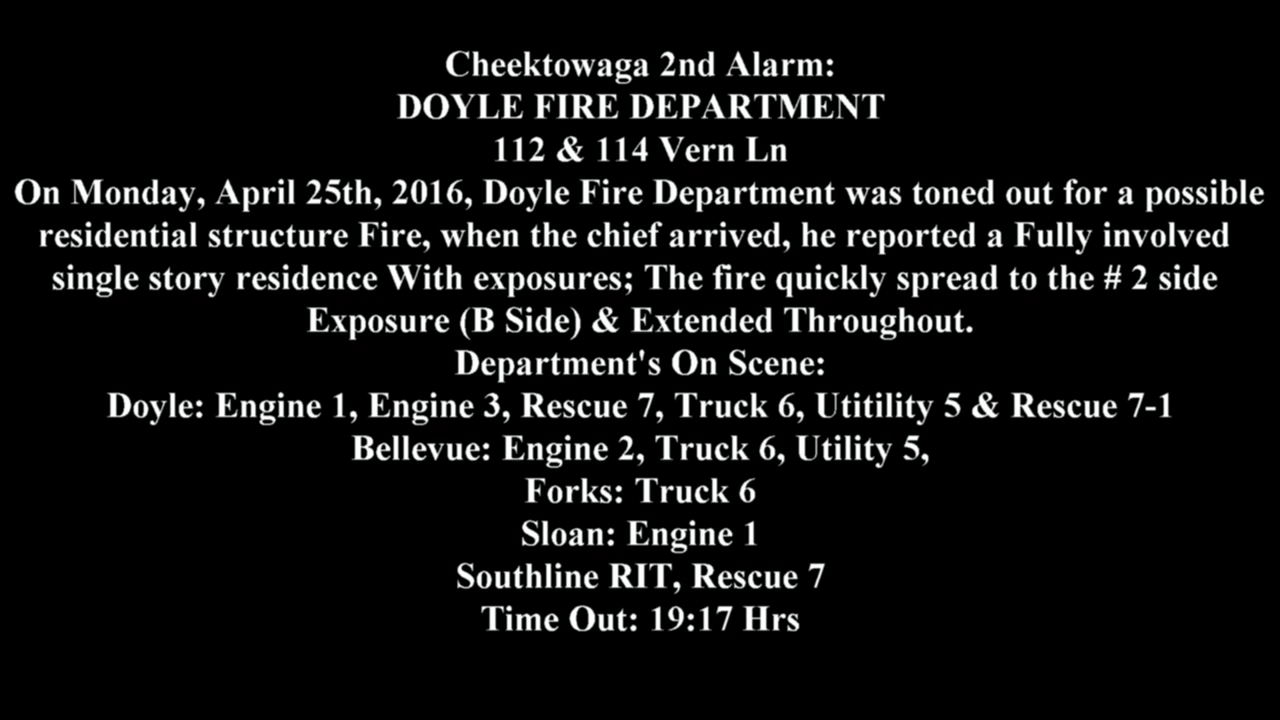 Cheektowaga 2nd Alarm:
DOYLE FIRE DEPARTMENT
112 & 114 Vern Ln
On Monday, April 25th, 2016, Doyle Fire Department was toned out for a possible
residential structure Fire, when the chief arrived, he reported a Fully involved
single story residence With exposures; The fire quickly spread to the # 2 side
Exposure (B Side) & Extended Throughout.
Department's On Scene:
Doyle: Engine 1, Engine 3, Rescue 7, Truck 6, Utitility 5 & Rescue 7-1
Bellevue: Engine 2, Truck 6, Utility 5,
Forks: Truck 6
Sloan: Engine 1
Southline RIT, Rescue 7
Time Out: 19:17 Hrs